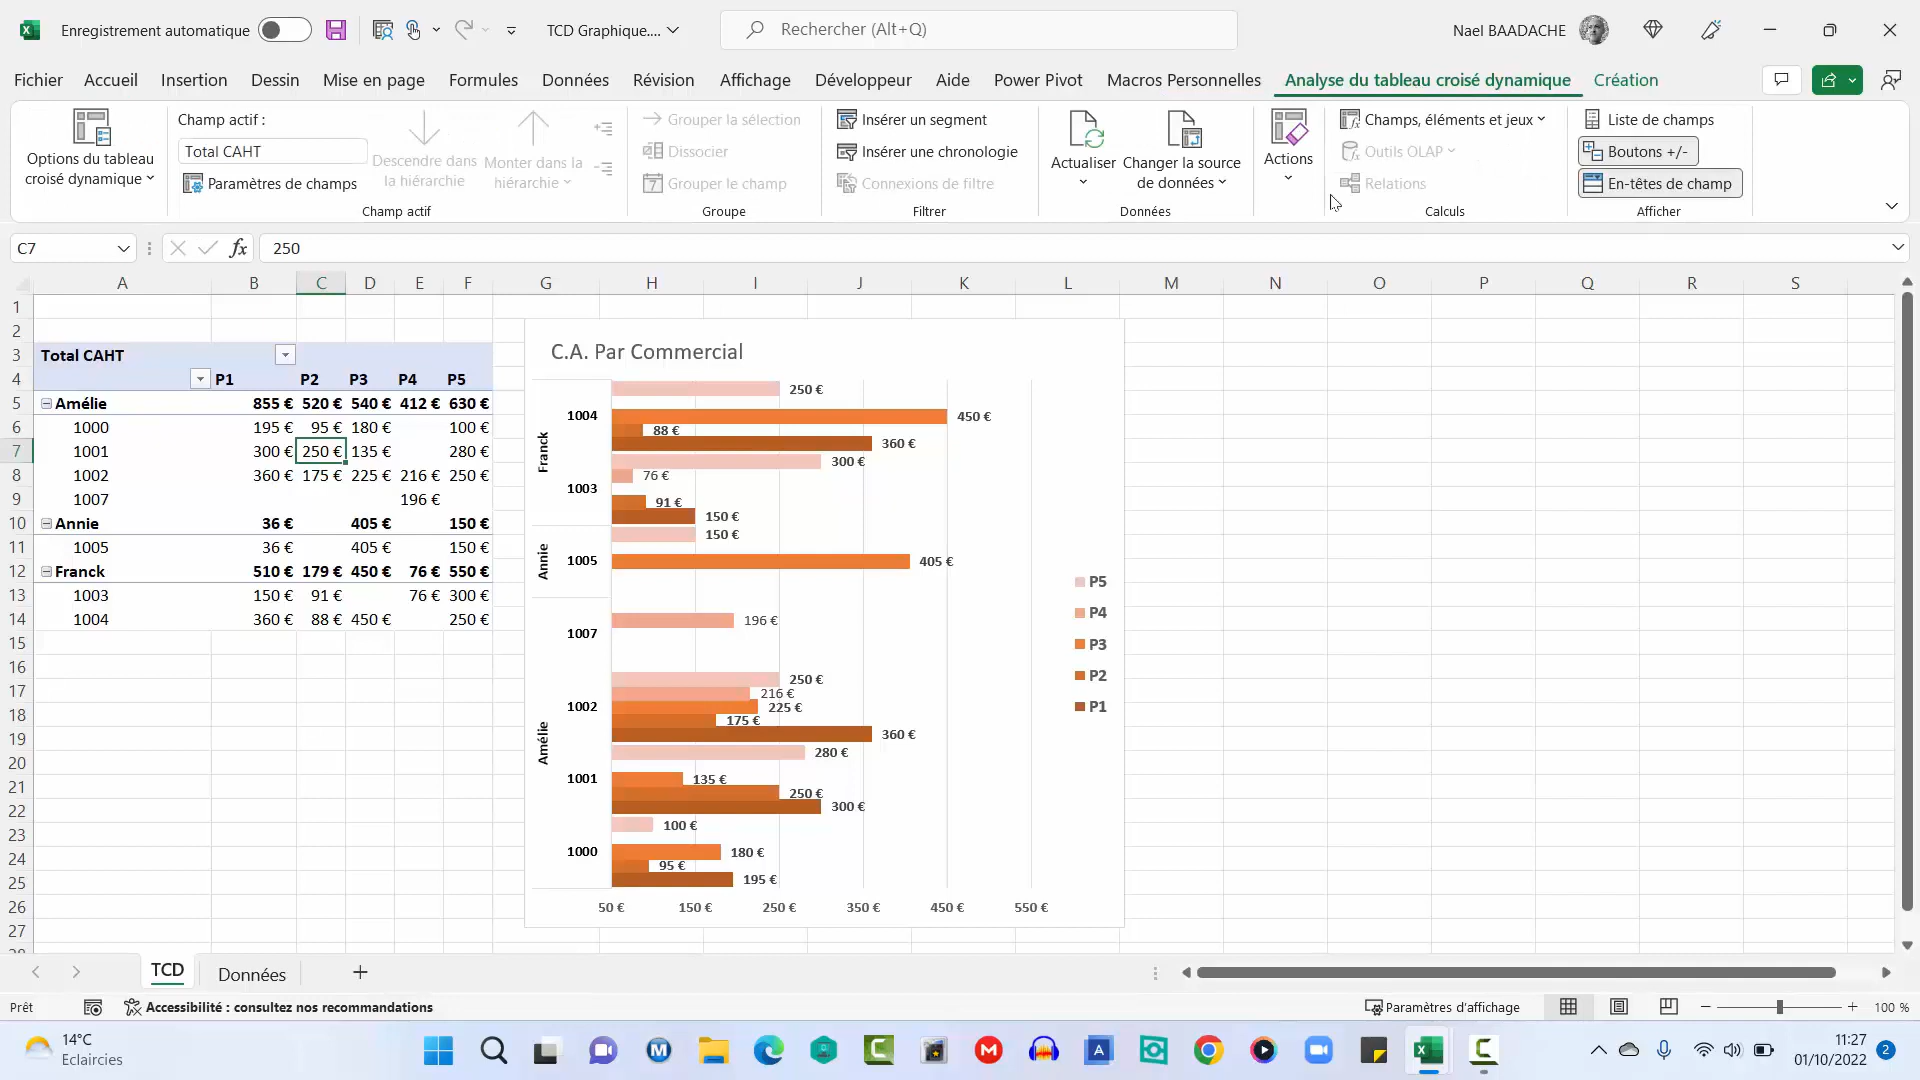 Enregistrement automatique
TCD Graphique....
Rechercher (Alt+Q)
Nael BAADACHE
Fichier Accueil Insertion Dessin Mise en page Formules Données Révision Affichage Développeur Aide Power Pivot Macros Personnelles Analyse du tableau croisé dynamique Création
Options du tableau
croisé dynamique
Champ actif :
Total CAHT
Paramètres de champs
Descendre dans
la hiérarchie
Monter dans la
hiérarchie
Champ actif
Grouper la sélection
Dissocier
Grouper le champ
Groupe
Insérer un segment
Insérer une chronologie
Connexions de filtre
Filtrer
Actualiser
Changer la source
de données
Données
Actions
Champs, éléments et jeux
Outils OLAP
Relations
Calculs
Liste de champs
Boutons +/-
En-têtes de champ
Afficher
C7
fx
250
A B C D E F G H I J K L M N O P Q R S
1
2
3 Total CAHT
4 P1 P2 P3 P4 P5
5 Amélie 855 € 520 € 540 € 412 € 630 €
6 1000 195 € 95 € 180 € 100 €
7 1001 300 € 250 € 135 € 280 €
8 1002 360 € 175 € 225 € 216 € 250 €
9 1007 196 €
10 Annie 36 € 405 € 150 €
11 1005 36 € 405 € 150 €
12 Franck 510 € 179 € 450 € 76 € 550 €
13 1003 150 € 91 € 76 € 300 €
14 1004 360 € 88 € 450 € 250 €
15
16
17
18
19
20
21
22
23
24
25
26
27
C.A. Par Commercial
Franck
1004
250 €
450 €
88 €
360 €
1003
300 €
76 €
91 €
150 €
Annie
1005
150 €
405 €
Amélie
1007
196 €
1002
250 €
216 €
225 €
175 €
360 €
1001
280 €
135 €
250 €
300 €
1000
100 €
180 €
95 €
195 €
50 € 150 € 250 € 350 € 450 € 550 €
P5
P4
P3
P2
P1
TCD Données
Prêt
Accessibilité : consultez nos recommandations
Paramètres d'affichage
100 %
14°C
Eclaircies
11:27
01/10/2022
2